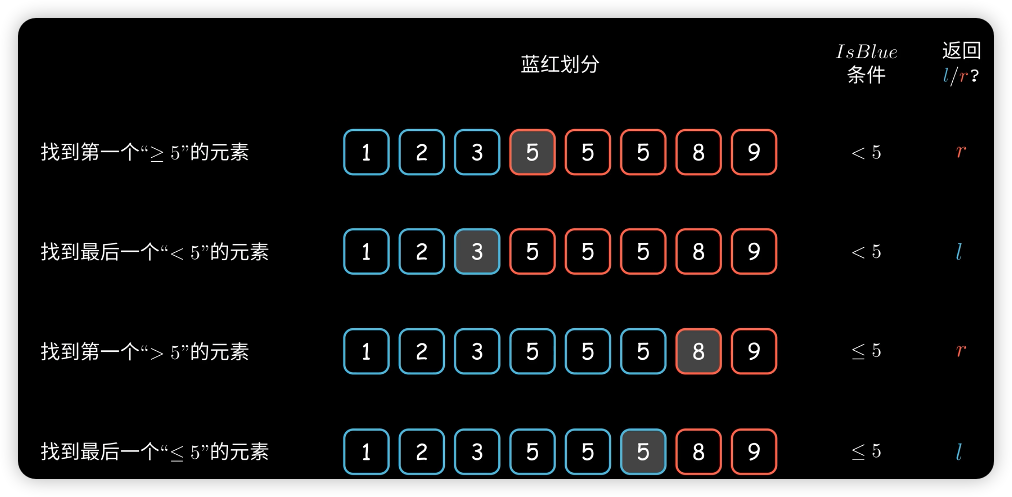 蓝红划分 IsBlue 条件 返回 l/r?
找到第一个“≥ 5”的元素 1 2 3 5 5 5 8 9 < 5 r
找到最后一个“< 5”的元素 1 2 3 5 5 5 8 9 < 5 l
找到第一个“> 5”的元素 1 2 3 5 5 5 8 9 ≤ 5 r
找到最后一个“≤ 5”的元素 1 2 3 5 5 5 8 9 ≤ 5 l